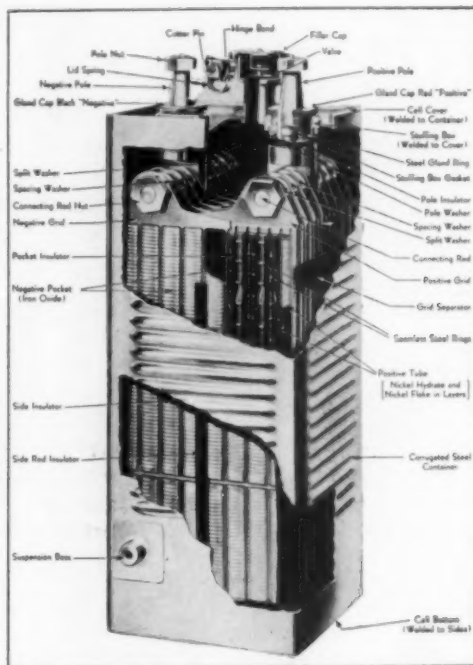 Cotter Pin
Hinge Band
Filler Cap
Pole Nut
Valve
Lid Spring
Negative Pole
Positive Pole
Gland Cap Black "Negative"
Gland Cap Red "Positive"
Cell Cover
(Welded to Container)
Stuffing Box
(Welded to Cover)
Steel Gland Ring
Stuffing Box Gasket
Pole Insulator
Pole Washer
Spacing Washer
Split Washer
Connecting Rod
Positive Grid
Grid Separator
Seamless Steel Rings
Positive Tube
[Nickel Hydrate and
Nickel Flake in Layers]
Corrugated Steel
Container
Cell Bottom
(Welded to Sides)
Split Washer
Spacing Washer
Connecting Rod Nut
Negative Grid
Pocket Insulator
Negative Pocket
(Iron Oxide)
Side Insulator
Side Rod Insulator
Suspension Boss